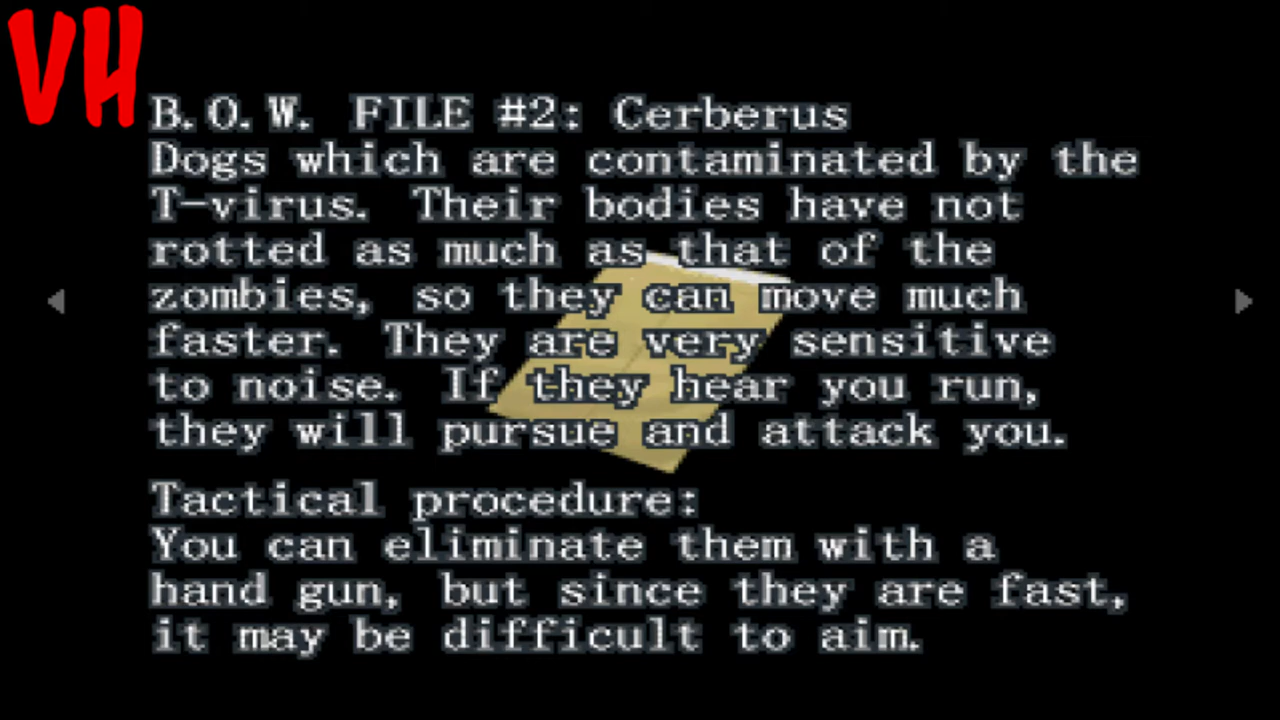 VH
B.O.W. FILE #2: Cerberus
Dogs which are contaminated by the
T-virus. Their bodies have not
rotted as much as that of the
zombies, so they can move much
faster. They are very sensitive
to noise. If they hear you run,
they will pursue and attack you.
Tactical procedure:
You can eliminate them with a
hand gun, but since they are fast,
it may be difficult to aim.